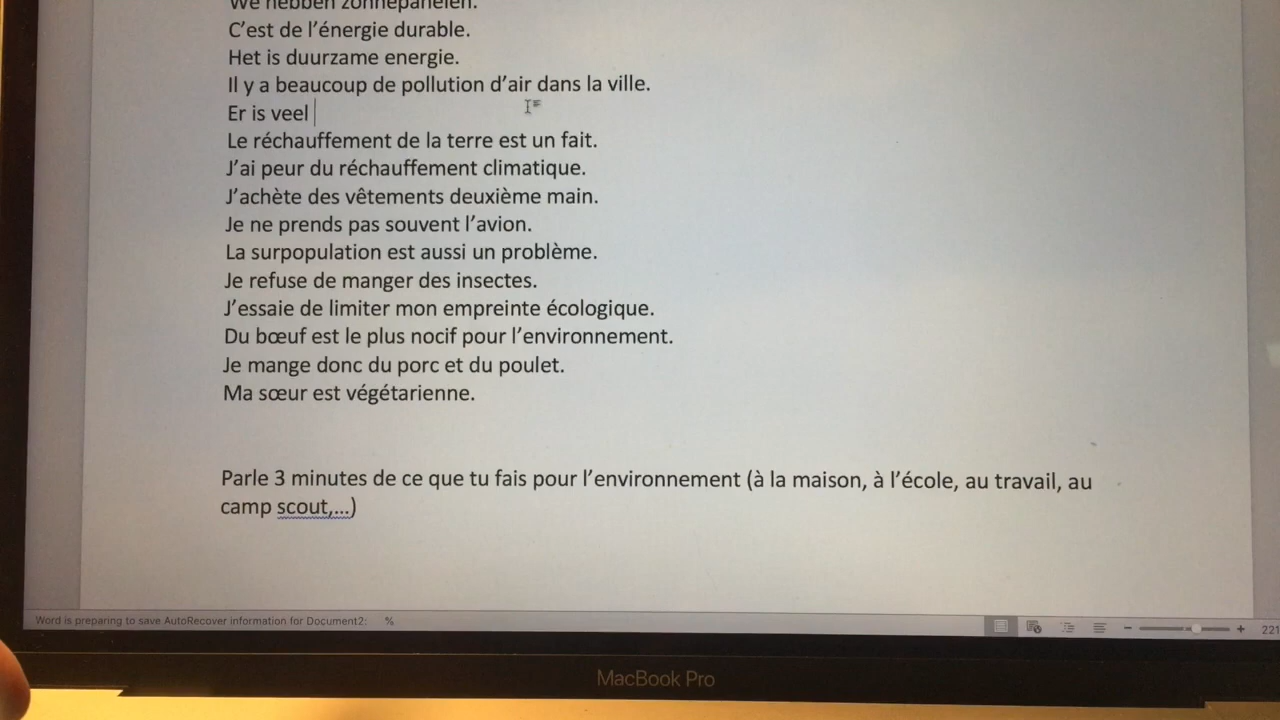 We hebben zonnepanelen.
C’est de l’énergie durable.
Het is duurzame energie.
Il y a beaucoup de pollution d’air dans la ville.
Er is veel
Le réchauffement de la terre est un fait.
J’ai peur du réchauffement climatique.
J’achète des vêtements deuxième main.
Je ne prends pas souvent l’avion.
La surpopulation est aussi un problème.
Je refuse de manger des insectes.
J’essaie de limiter mon empreinte écologique.
Du bœuf est le plus nocif pour l’environnement.
Je mange donc du porc et du poulet.
Ma sœur est végétarienne.
Parle 3 minutes de ce que tu fais pour l’environnement (à la maison, à l’école, au travail, au
camp scout,...)
Word is preparing to save AutoRecover information for Document2: %
221
MacBook Pro